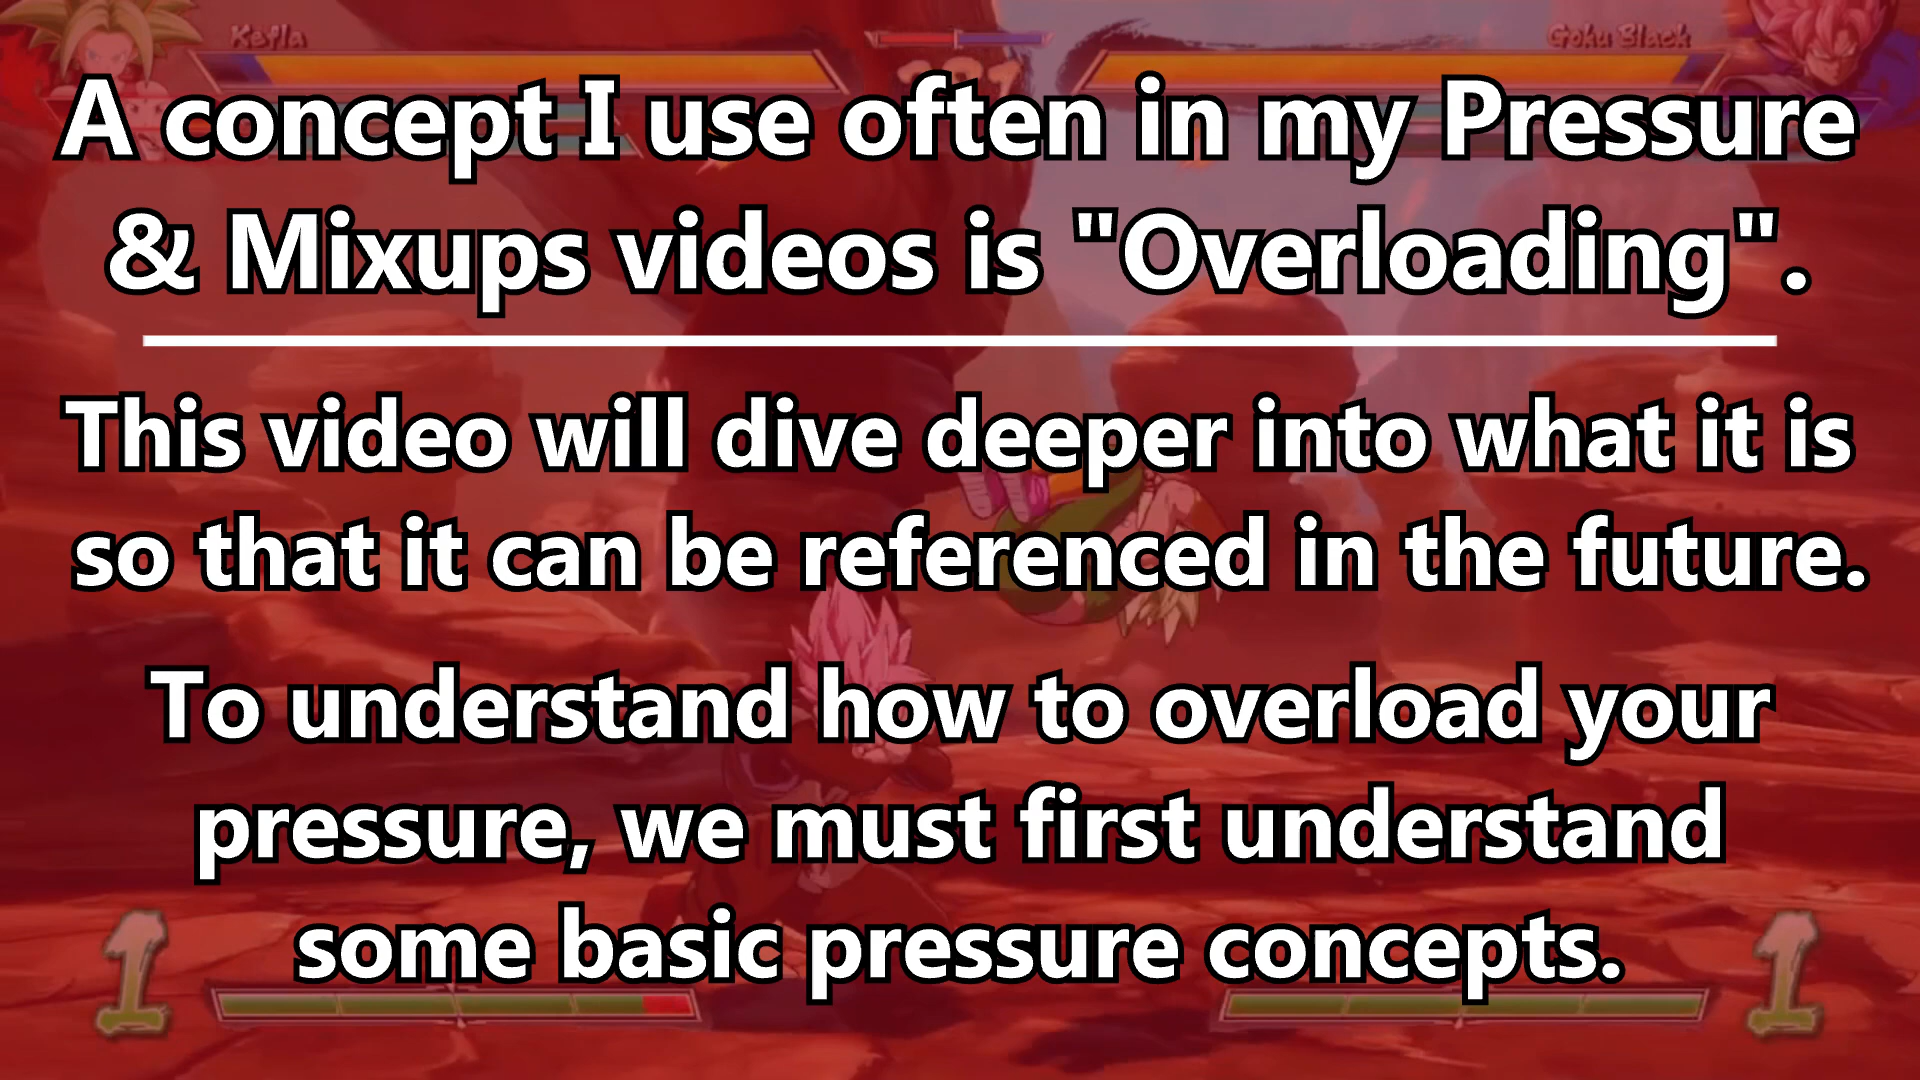 Kefla
Goku Black
A concept I use often in my Pressure
& Mixups videos is "Overloading".
This video will dive deeper into what it is
so that it can be referenced in the future.
To understand how to overload your
pressure, we must first understand
some basic pressure concepts.
1
1